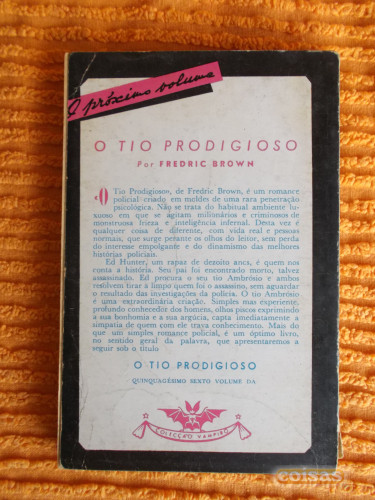 O próximo volume
O TIO PRODIGIOSO
Por FREDRIC BROWN
«O Tio Prodigioso», de Fredric Brown, é um romance
policial criado em moldes de uma rara penetração
psicológica. Não se trata do habitual ambiente lu-
xuoso em que se agitam milionários e criminosos de
monstruosa frieza e inteligência infernal. Desta vez é
qualquer coisa de diferente, com vida real e pessoas
normais, que surge perante os olhos do leitor, sem perda
do interesse empolgante e do dinamismo das melhores
histórias policiais.
Ed Hunter, um rapaz de dezoito anos, é quem nos
conta a história. Seu pai foi encontrado morto, talvez
assassinado. Ed procura o seu tio Ambrósio e ambos
resolvem tirar a limpo quem foi o assassino, sem aguardar
o resultado das investigações da polícia. O tio Ambrósio
é uma extraordinária criação. Simples mas experiente,
profundo conhecedor dos homens, olhos piscos exprimindo
a sua bonhomia e a sua argúcia, capta imediatamente a
simpatia de quem com ele trava conhecimento. Mais do
que um simples romance policial, é um óptimo livro,
no sentido geral da palavra, que apresentaremos a
seguir sob o título
O TIO PRODIGIOSO
QUINQUAGÉSIMO SEXTO VOLUME DA
COLECÇÃO VAMPIRO
coisas